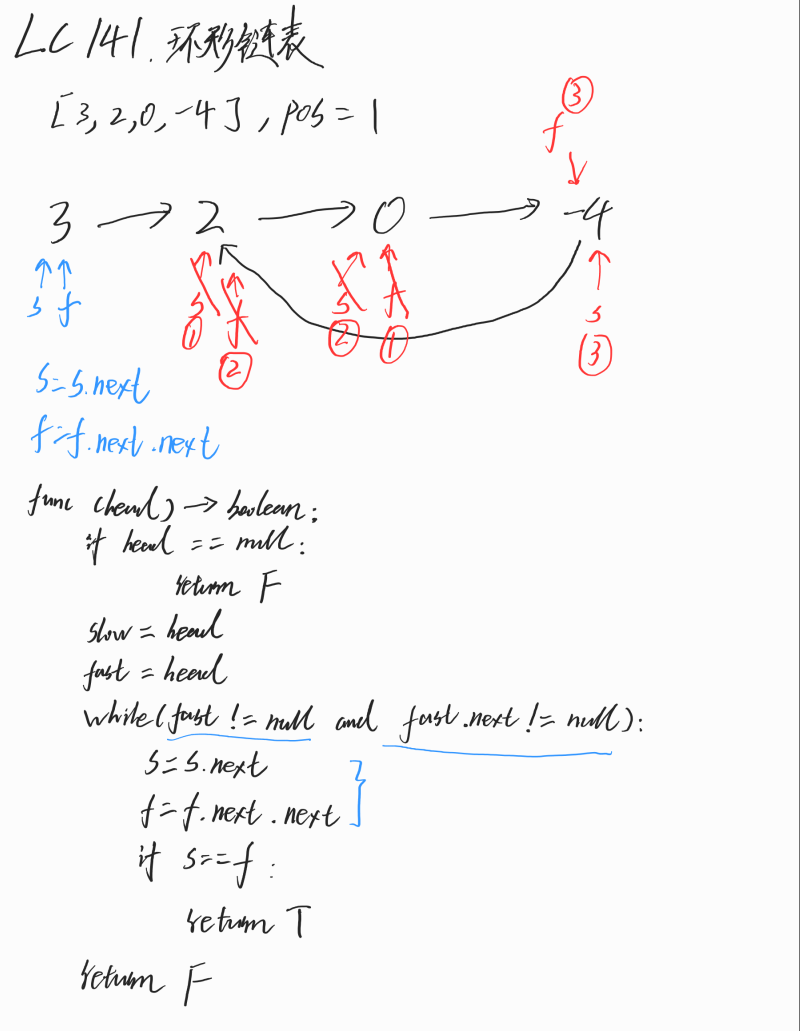 LC 141. 环形链表
[3, 2, 0, -4], pos = 1
③
f
3 → 2 → 0 → -4
s f s f s f s
① ② ② ① ③
s=s.next
f=f.next.next
func (head) → boolean:
if head == null:
return F
slow = head
fast = head
while(fast != null and fast.next != null):
s=s.next
f=f.next.next
if s==f:
return T
return F